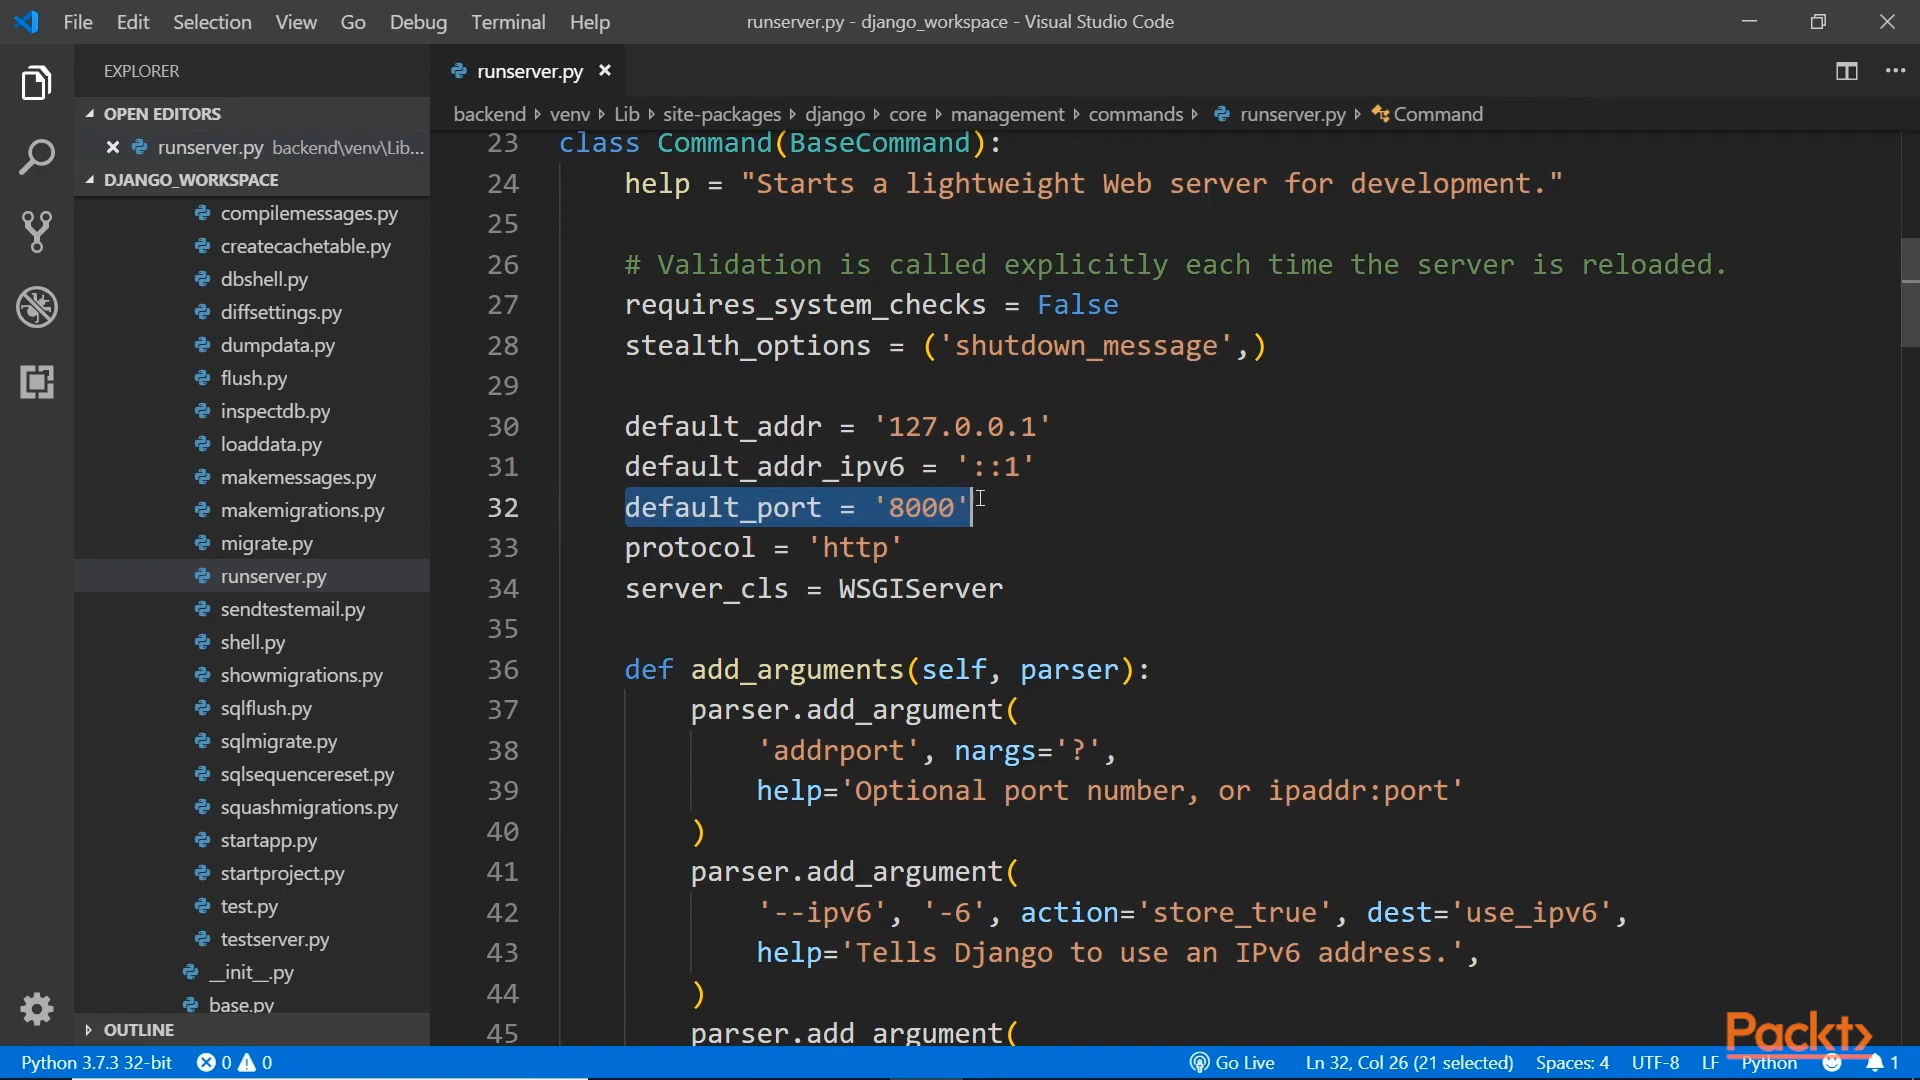 File Edit Selection View Go Debug Terminal Help
runserver.py - django_workspace - Visual Studio Code
EXPLORER
OPEN EDITORS
runserver.py backend\venv\Lib...
DJANGO_WORKSPACE
compilemessages.py
createcachetable.py
dbshell.py
diffsettings.py
dumpdata.py
flush.py
inspectdb.py
loaddata.py
makemessages.py
makemigrations.py
migrate.py
runserver.py
sendtestemail.py
shell.py
showmigrations.py
sqlflush.py
sqlmigrate.py
sqlsequencereset.py
squashmigrations.py
startapp.py
startproject.py
test.py
testserver.py
__init__.py
base.py
OUTLINE
runserver.py
backend venv Lib site-packages django core management commands runserver.py Command
23 class Command(BaseCommand):
24 help = "Starts a lightweight Web server for development."
25
26 # Validation is called explicitly each time the server is reloaded.
27 requires_system_checks = False
28 stealth_options = ('shutdown_message',)
29
30 default_addr = '127.0.0.1'
31 default_addr_ipv6 = '::1'
32 default_port = '8000'
33 protocol = 'http'
34 server_cls = WSGIServer
35
36 def add_arguments(self, parser):
37 parser.add_argument(
38 'addrport', nargs='?',
39 help='Optional port number, or ipaddr:port'
40 )
41 parser.add_argument(
42 '--ipv6', '-6', action='store_true', dest='use_ipv6',
43 help='Tells Django to use an IPv6 address.',
44 )
45 parser.add_argument(
Packt>
Python 3.7.3 32-bit 0 0 Go Live Ln 32, Col 26 (21 selected) Spaces: 4 UTF-8 LF Python 1